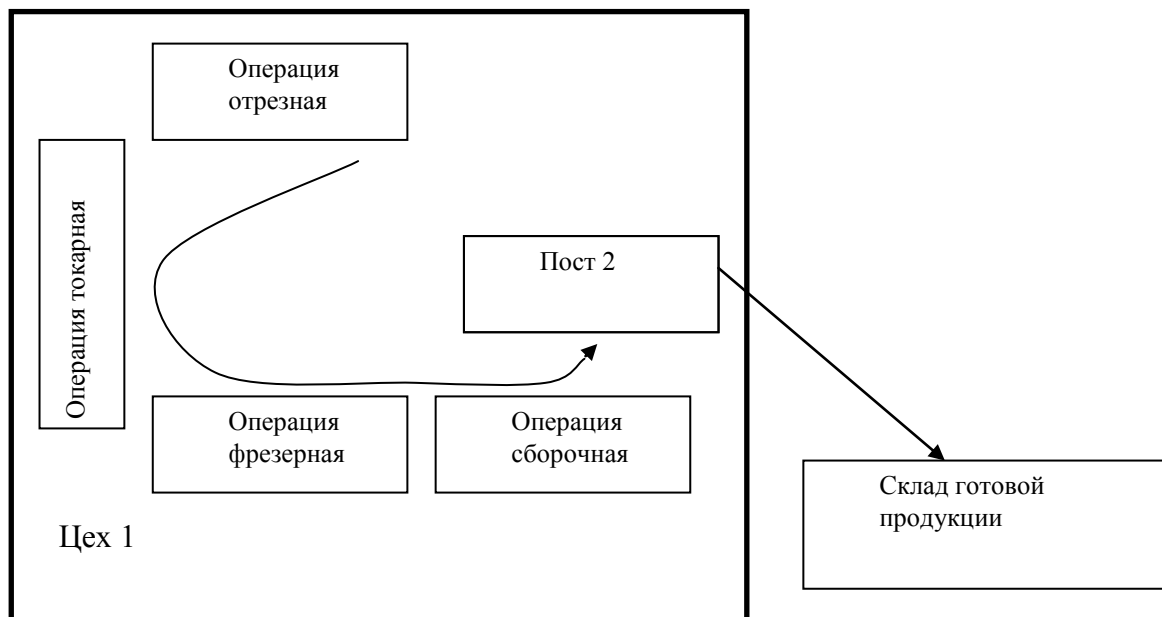 Операция
отрезная
Операция токарная
Пост 2
Операция
фрезерная
Операция
сборочная
Склад готовой
продукции
Цех 1